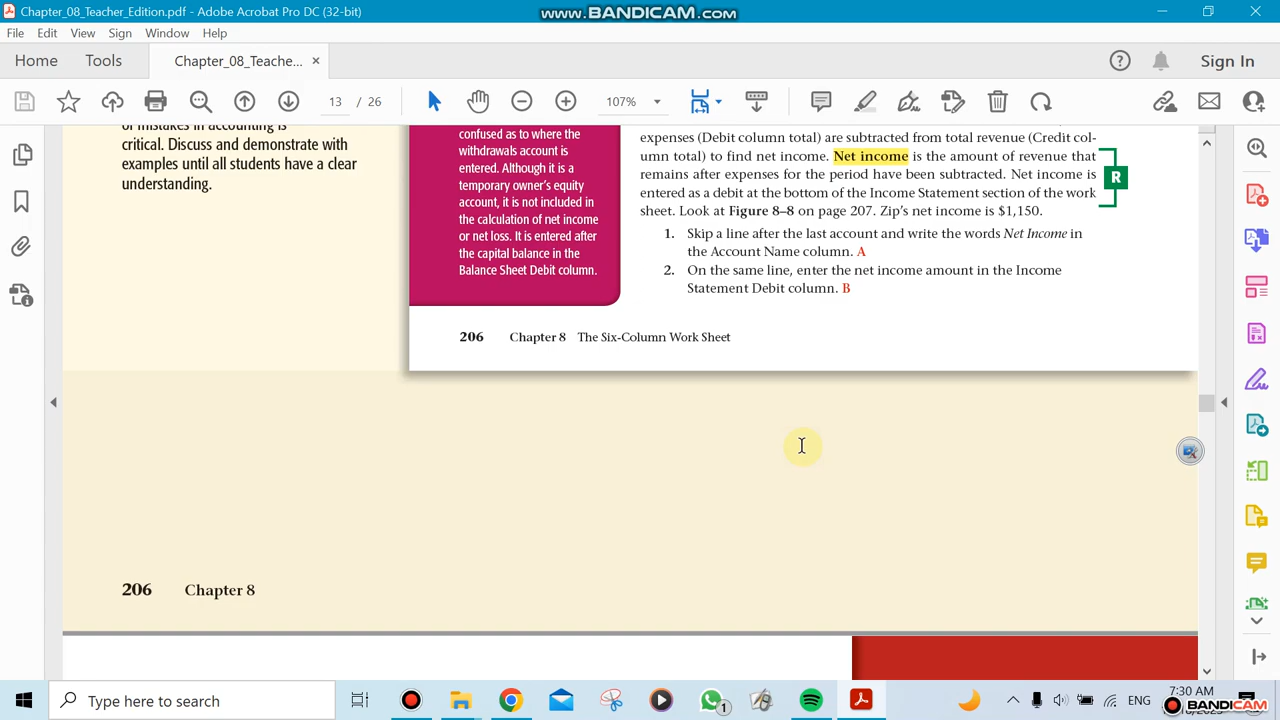 Chapter_08_Teacher_Edition.pdf - Adobe Acrobat Pro DC (32-bit)
www.BANDICAM.com
File Edit View Sign Window Help
Home Tools Chapter_08_Teache... × Sign In
13 / 26 107%
of mistakes in accounting is
critical. Discuss and demonstrate with
examples until all students have a clear
understanding.
confused as to where the
withdrawals account is
entered. Although it is a
temporary owner's equity
account, it is not included in
the calculation of net income
or net loss. It is entered after
the capital balance in the
Balance Sheet Debit column.
expenses (Debit column total) are subtracted from total revenue (Credit col-
umn total) to find net income. Net income is the amount of revenue that
remains after expenses for the period have been subtracted. Net income is
entered as a debit at the bottom of the Income Statement section of the work
sheet. Look at Figure 8–8 on page 207. Zip's net income is $1,150.
R
1. Skip a line after the last account and write the words Net Income in
the Account Name column. A
2. On the same line, enter the net income amount in the Income
Statement Debit column. B
206 Chapter 8 The Six-Column Work Sheet
206 Chapter 8
Type here to search
1
ENG
7:30 AM
BANDICAM